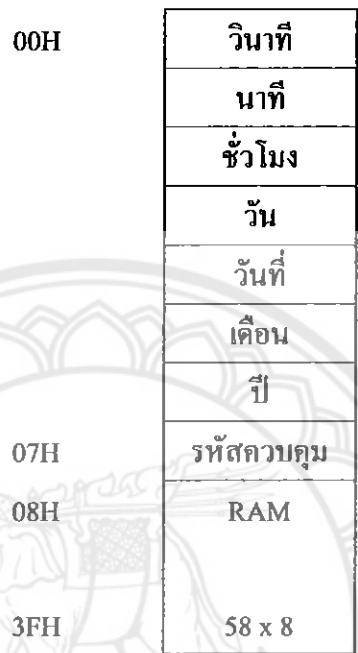 00H วินาที
นาที
ชั่วโมง
วัน
วันที่
เดือน
ปี
07H รหัสควบคุม
08H RAM
3FH 58 x 8